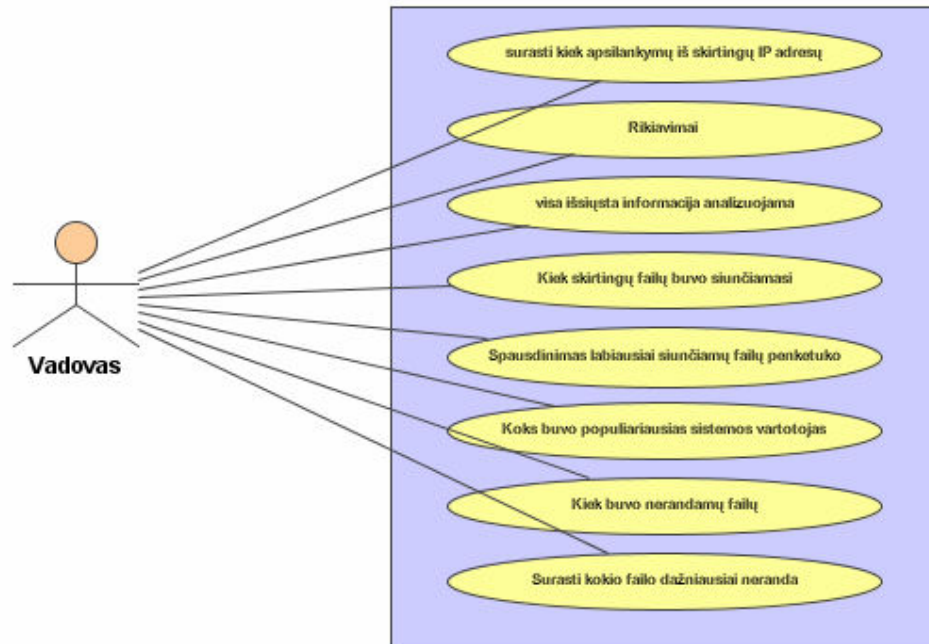 surasti kiek apsilankymų iš skirtingų IP adresų
Rikiavimai
visa išsiųsta informacija analizuojama
Kiek skirtingų failų buvo siunčiamasi
Spausdinimas labiausiai siunčiamų failų penketuko
Koks buvo populiariausias sistemos vartotojas
Kiek buvo nerandamų failų
Surasti kokio failo dažniausiai neranda
Vadovas